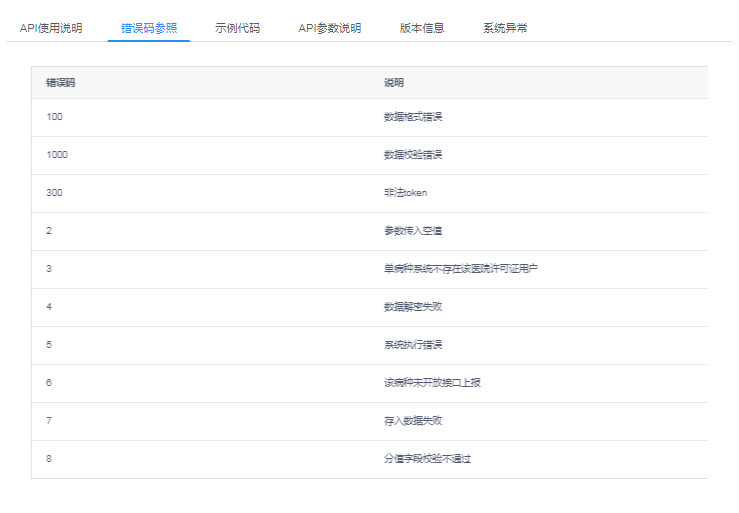 API使用说明 错误码参照 示例代码 API参数说明 版本信息 系统异常
错误码 说明
100 数据格式错误
1000 数据校验错误
300 非法token
2 参数传入空值
3 单病种系统不存在该医院许可证用户
4 数据解密失败
5 系统执行错误
6 该病种未开放接口上报
7 存入数据失败
8 分值字段校验不通过